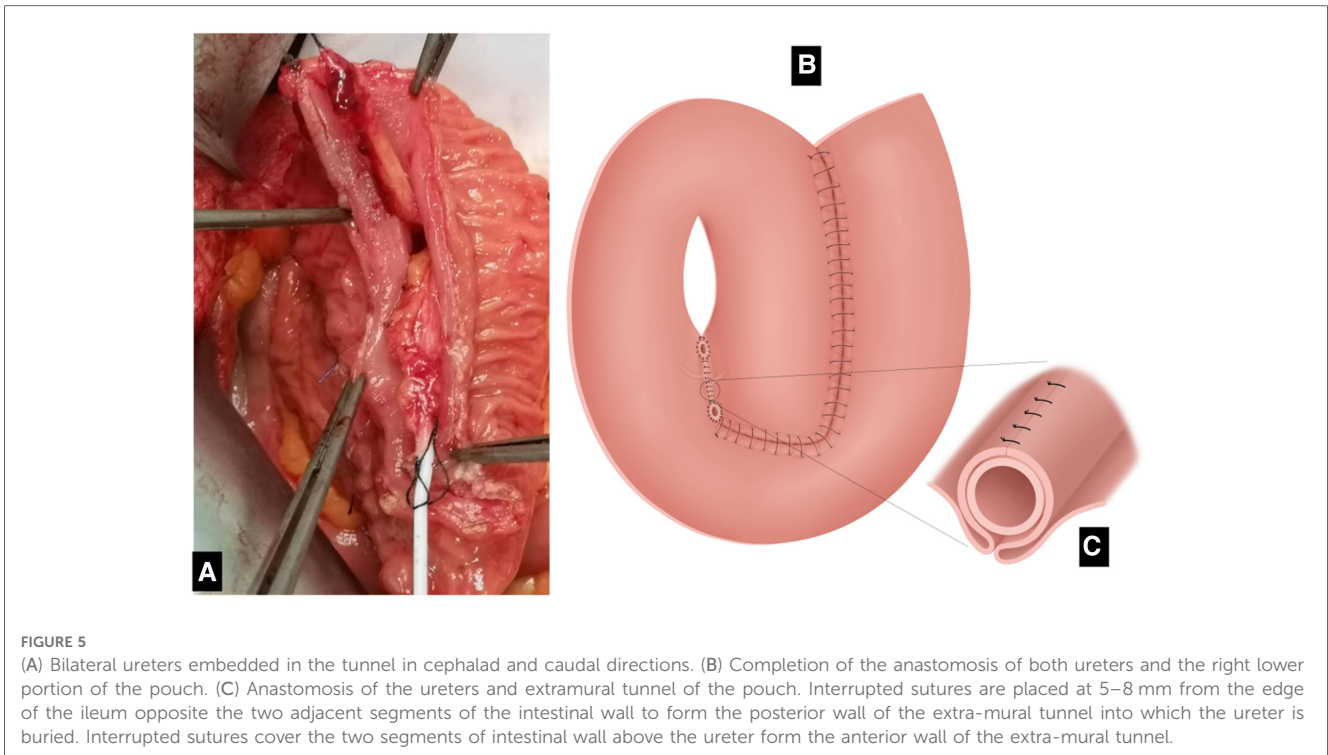 B
A
C
FIGURE 5
(A) Bilateral ureters embedded in the tunnel in cephalad and caudal directions. (B) Completion of the anastomosis of both ureters and the right lower
portion of the pouch. (C) Anastomosis of the ureters and extramural tunnel of the pouch. Interrupted sutures are placed at 5–8 mm from the edge
of the ileum opposite the two adjacent segments of the intestinal wall to form the posterior wall of the extra-mural tunnel into which the ureter is
buried. Interrupted sutures cover the two segments of intestinal wall above the ureter form the anterior wall of the extra-mural tunnel.